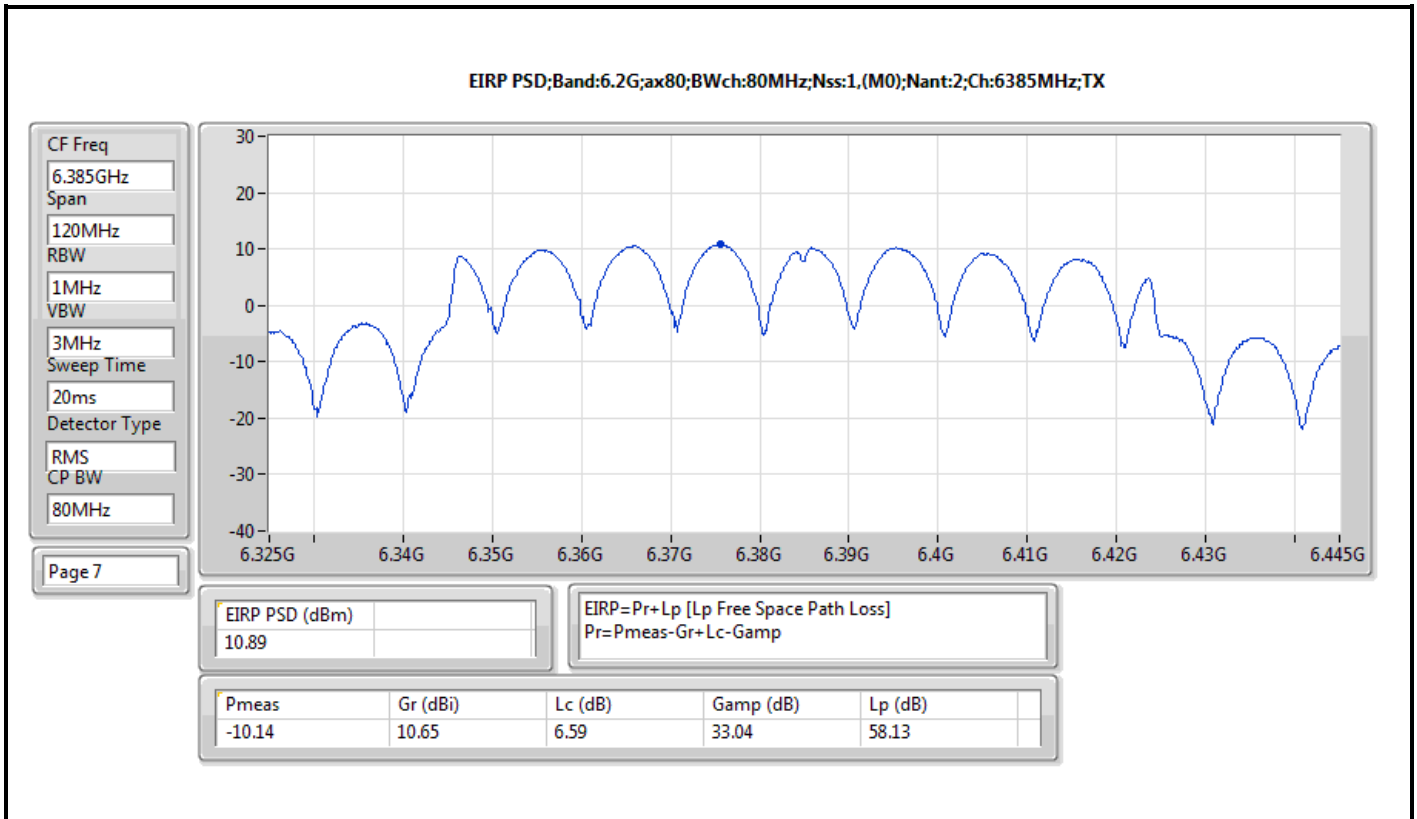 EIRP PSD;Band:6.2G;ax80;BWch:80MHz;Nss:1,(M0);Nant:2;Ch:6385MHz;TX
CF Freq
6.385GHz
Span
120MHz
RBW
1MHz
VBW
3MHz
Sweep Time
20ms
Detector Type
RMS
CP BW
80MHz
Page 7
30
20
10
0
-10
-20
-30
-40
6.325G 6.34G 6.35G 6.36G 6.37G 6.38G 6.39G 6.4G 6.41G 6.42G 6.43G 6.445G
EIRP PSD (dBm)
10.89
EIRP=Pr+Lp [Lp Free Space Path Loss]
Pr=Pmeas-Gr+Lc-Gamp
Pmeas Gr (dBi) Lc (dB) Gamp (dB) Lp (dB)
-10.14 10.65 6.59 33.04 58.13